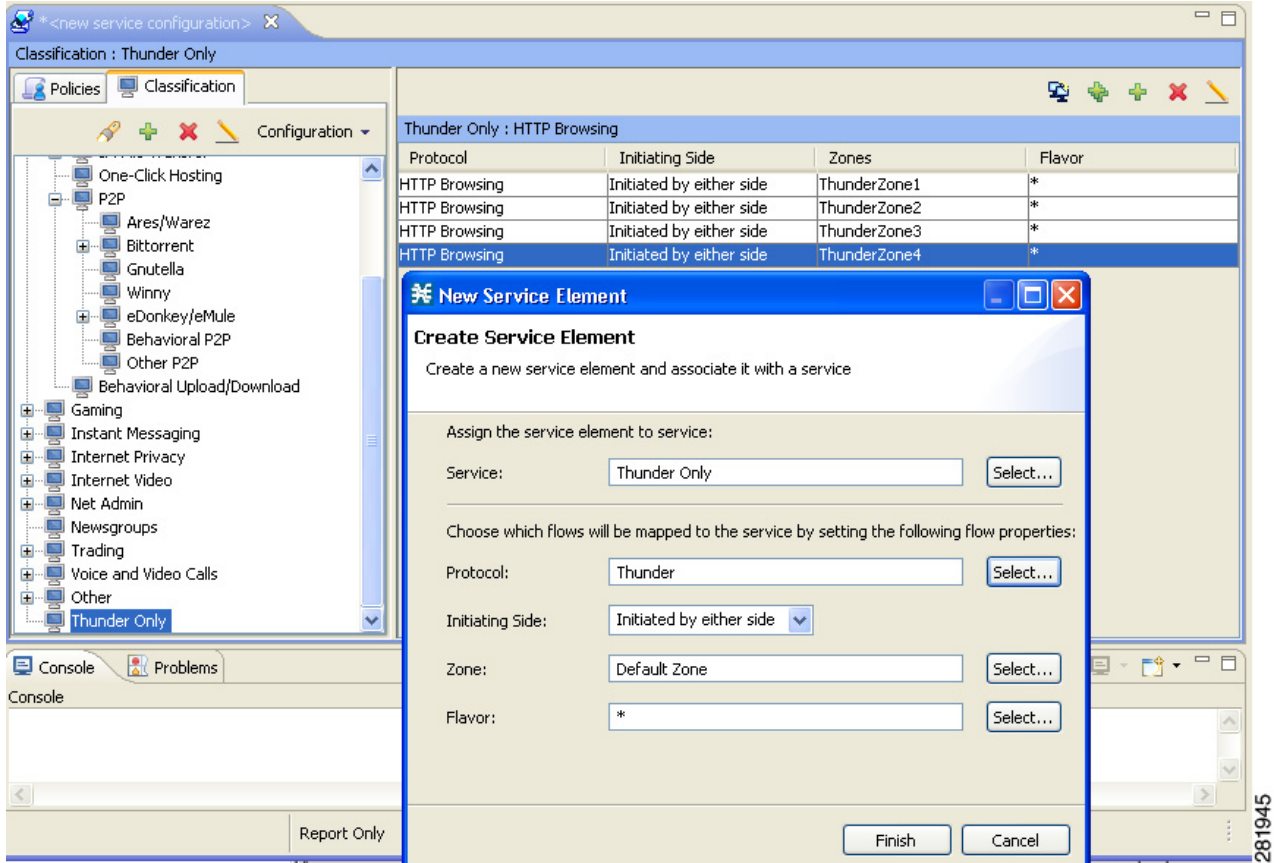 * <new service configuration>
Classification : Thunder Only
Policies
Classification
Configuration
One-Click Hosting
P2P
Ares/Warez
Bittorrent
Gnutella
Winny
eDonkey/eMule
Behavioral P2P
Other P2P
Behavioral Upload/Download
Gaming
Instant Messaging
Internet Privacy
Internet Video
Net Admin
Newsgroups
Trading
Voice and Video Calls
Other
Thunder Only
Thunder Only : HTTP Browsing
Protocol Initiating Side Zones Flavor
HTTP Browsing Initiated by either side ThunderZone1 *
HTTP Browsing Initiated by either side ThunderZone2 *
HTTP Browsing Initiated by either side ThunderZone3 *
HTTP Browsing Initiated by either side ThunderZone4 *
New Service Element
Create Service Element
Create a new service element and associate it with a service
Assign the service element to service:
Service: Thunder Only Select...
Choose which flows will be mapped to the service by setting the following flow properties:
Protocol: Thunder Select...
Initiating Side: Initiated by either side
Zone: Default Zone Select...
Flavor: * Select...
Finish Cancel
Console
Problems
Console
Report Only
281945